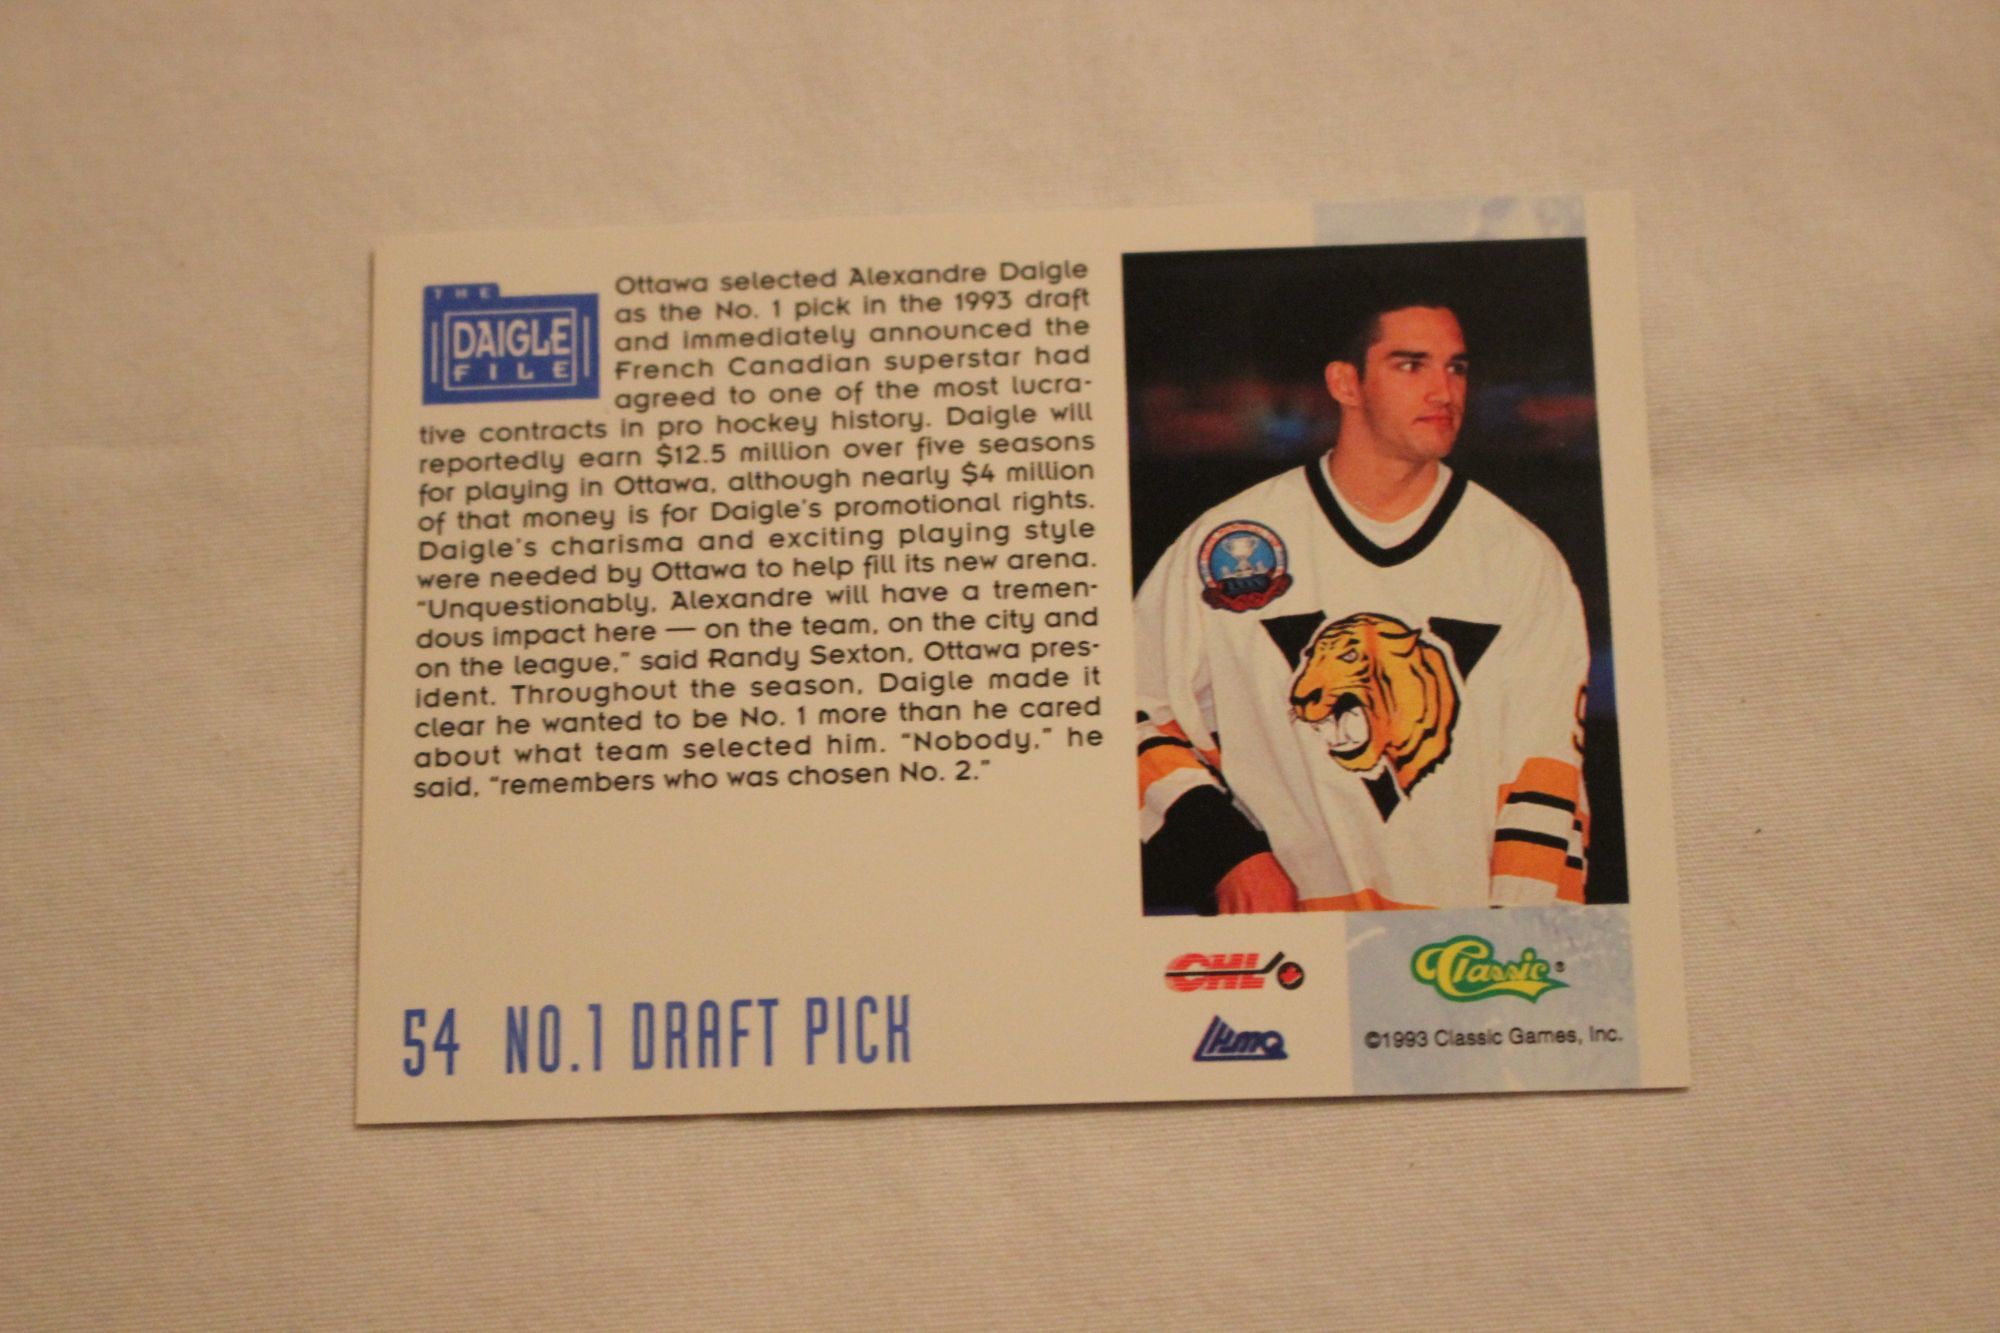 THE
DAIGLE
FILE
Ottawa selected Alexandre Daigle
as the No. 1 pick in the 1993 draft
and immediately announced the
French Canadian superstar had
agreed to one of the most lucra-
tive contracts in pro hockey history. Daigle will
reportedly earn $12.5 million over five seasons
for playing in Ottawa, although nearly $4 million
of that money is for Daigle's promotional rights.
Daigle's charisma and exciting playing style
were needed by Ottawa to help fill its new arena.
"Unquestionably, Alexandre will have a tremen-
dous impact here — on the team, on the city and
on the league," said Randy Sexton, Ottawa pres-
ident. Throughout the season, Daigle made it
clear he wanted to be No. 1 more than he cared
about what team selected him. "Nobody," he
said, "remembers who was chosen No. 2."
54 NO.1 DRAFT PICK
CHL
LHJMQ
Classic®
©1993 Classic Games, Inc.